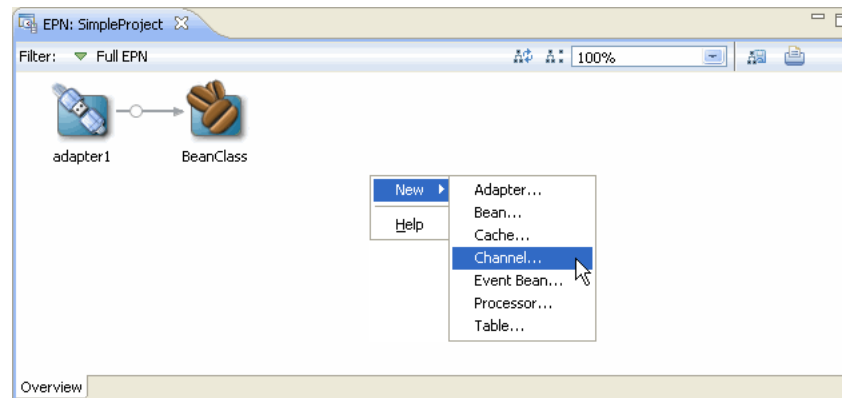 EPN: SimpleProject
Filter: Full EPN 100%
adapter1 BeanClass
New
Help
Adapter...
Bean...
Cache...
Channel...
Event Bean...
Processor...
Table...
Overview